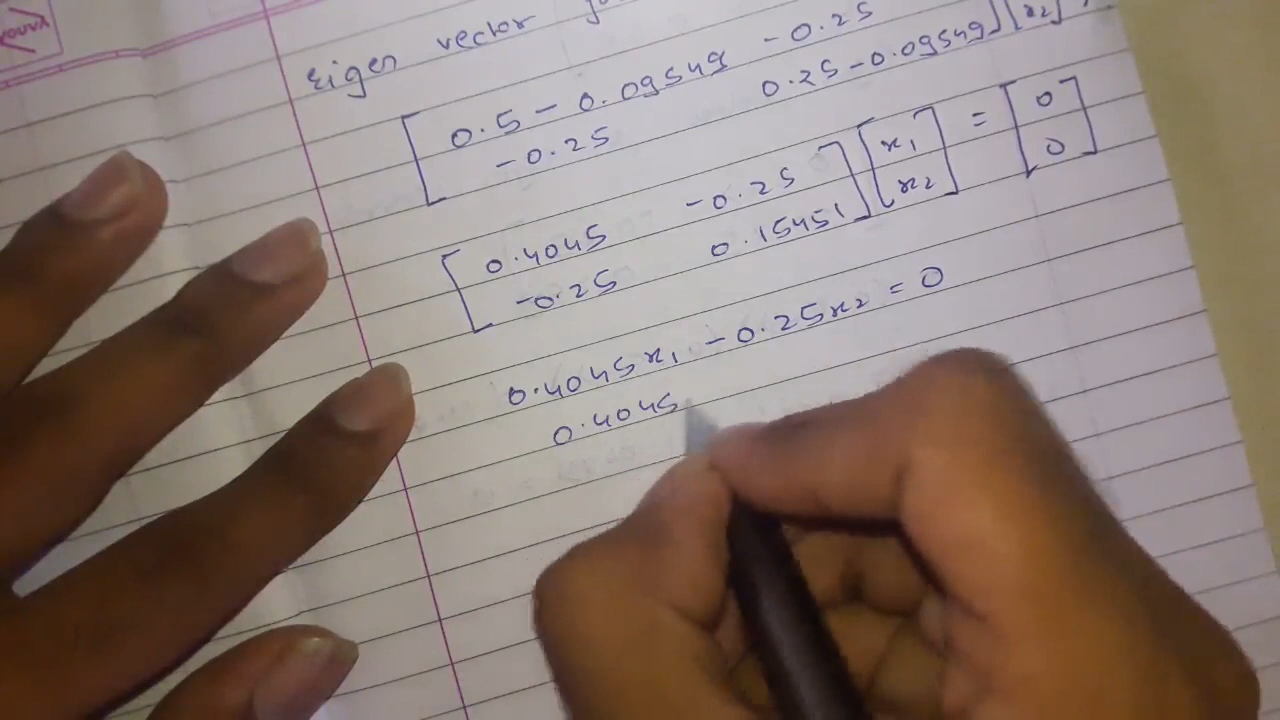 Eigen vector
0.5 - 0.09549 -0.25
-0.25 0.25 - 0.09549 x2
0.4045 -0.25 x1 = 0
-0.25 0.15451 x2 0
0.4045x1 - 0.25x2 = 0
0.4045